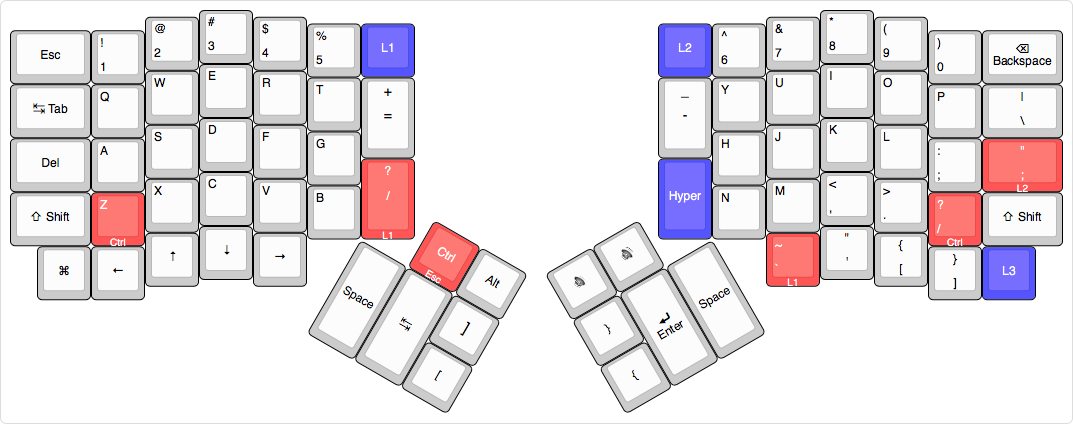 Esc ! 1 @ 2 # 3 $ 4 % 5 L1
L2 ^ 6 & 7 * 8 ( 9 ) 0 ⌫ Backspace
↹ Tab Q W E R T + =
_ - Y U I O P | \
Del A S D F G
H J K L : ; " ; L2
⇧ Shift Z Ctrl X C V B ? / L1
Hyper N M < , > . ? / Ctrl ⇧ Shift
⌘ ← ↑ ↓ →
~ ` L1 " ' { [ } ] L3
Ctrl Esc Alt
Space ↹ ]
[
} ↵ Enter Space
{